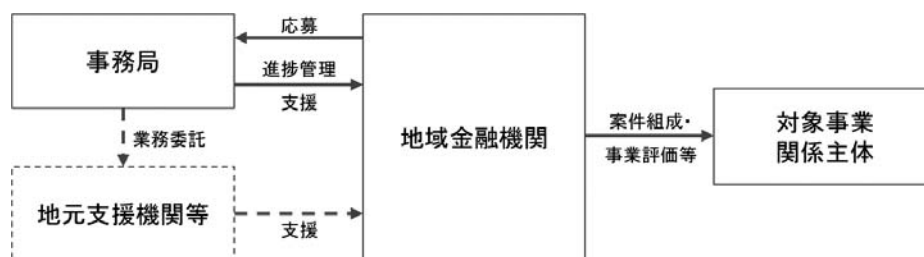 応募
事務局
進捗管理
支援
業務委託
地元支援機関等
支援
地域金融機関
案件組成・
事業評価等
対象事業
関係主体